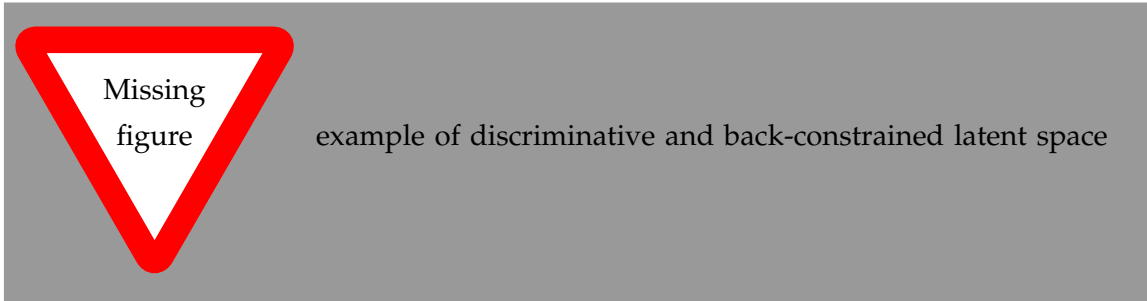 Missing
figure
example of discriminative and back-constrained latent space